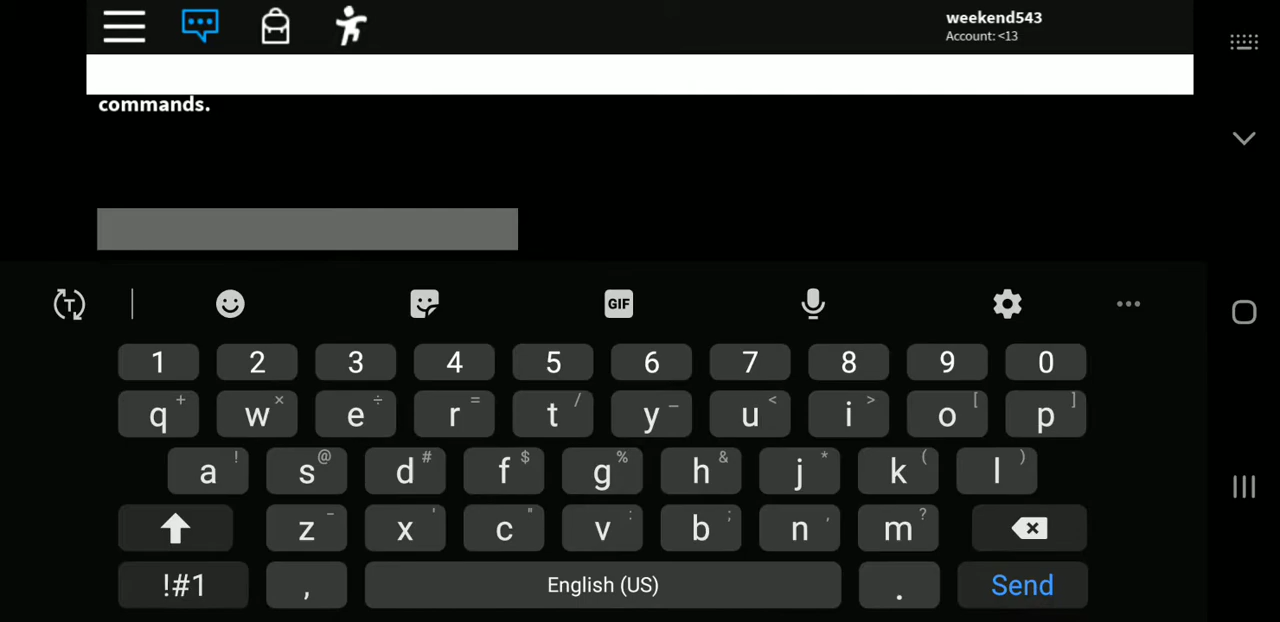 weekend543
Account: <13
commands.
T
GIF
1 2 3 4 5 6 7 8 9 0
q + w × e ÷ r = t / y _ u < i > o [ p ]
a ! s @ d # f $ g % h & j * k ( l )
z - x ' c " v : b ; n , m ?
!#1 , English (US) . Send